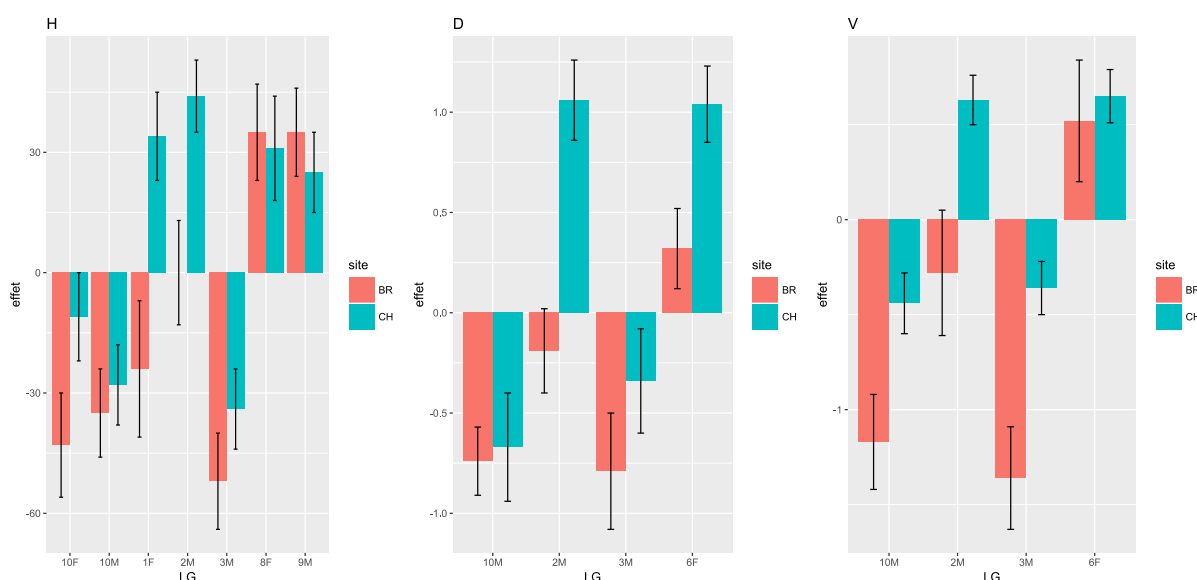 H
effet
30
0
-30
-60
10F 10M 1F 2M 3M 8F 9M
LG
site
BR
CH
D
effet
1.0
0.5
0.0
-0.5
-1.0
10M 2M 3M 6F
LG
site
BR
CH
V
effet
0
-1
10M 2M 3M 6F
LG
site
BR
CH